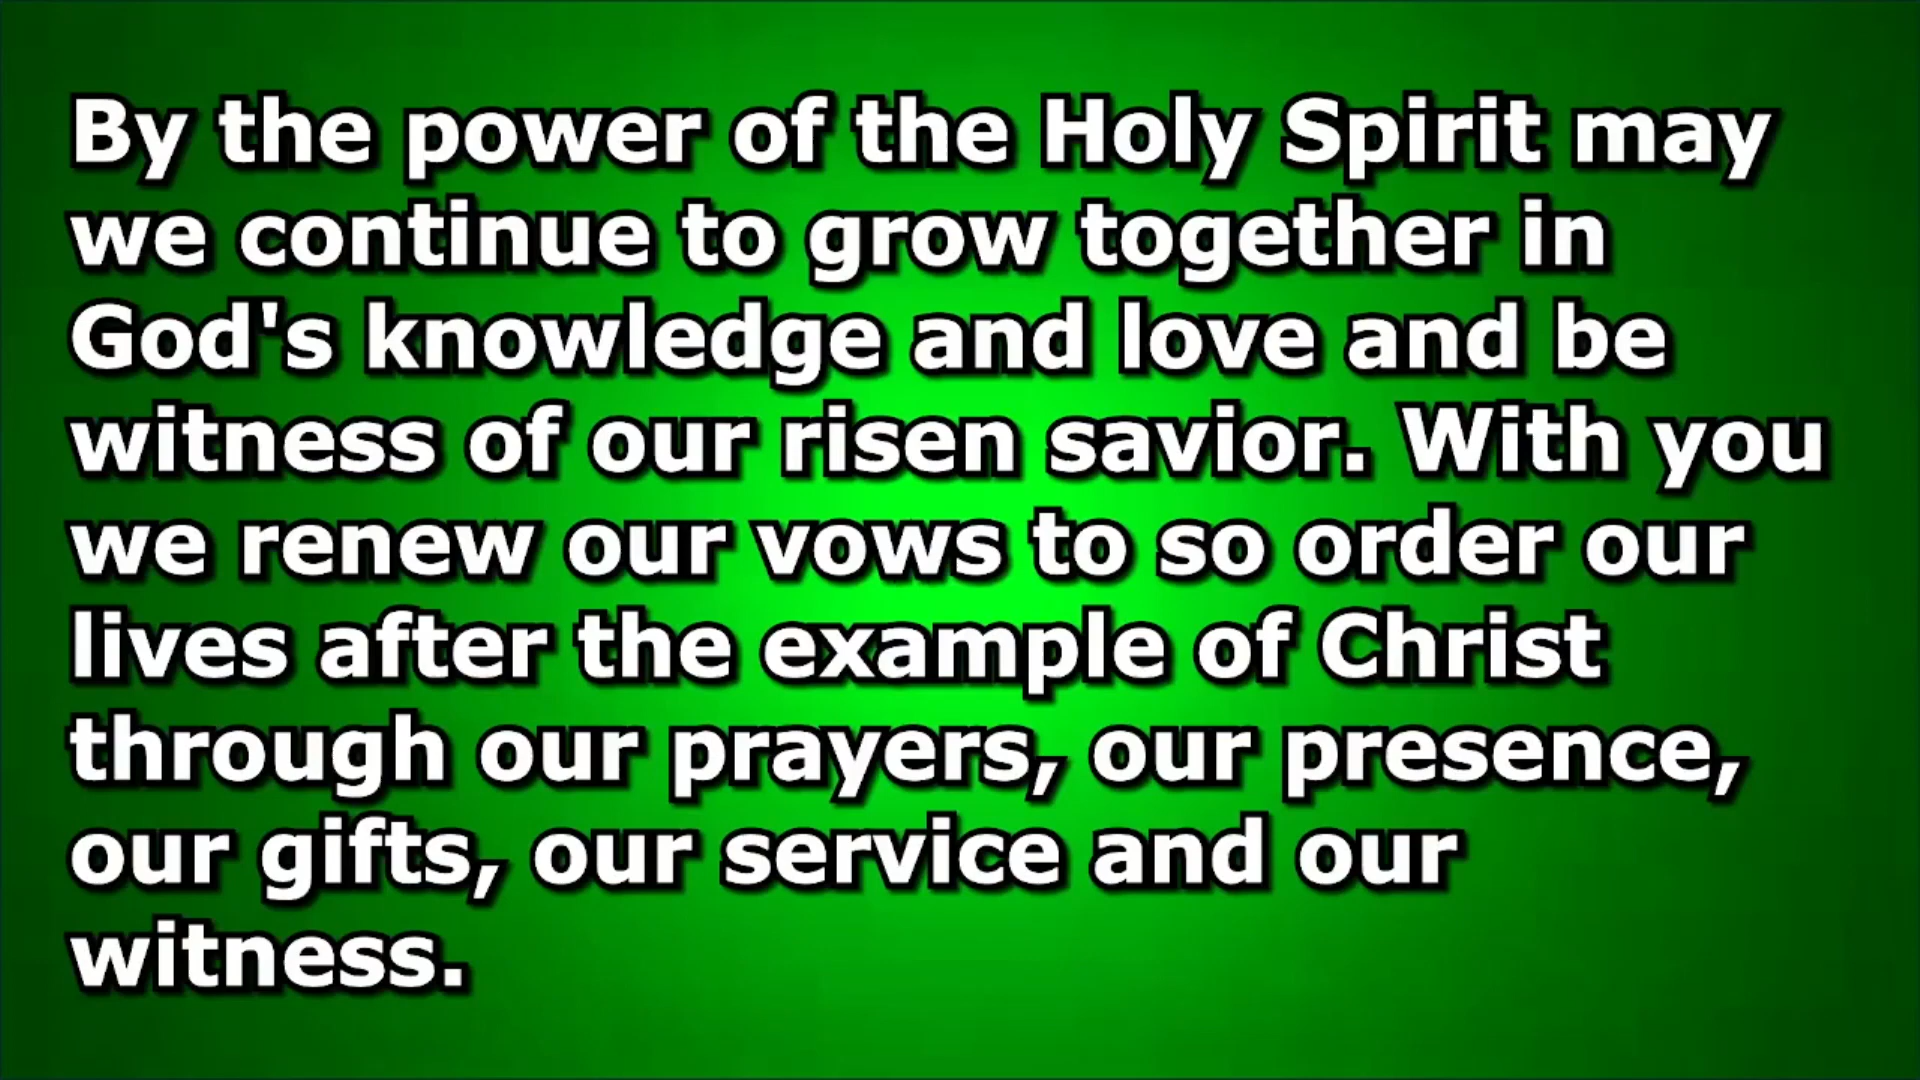 By the power of the Holy Spirit may
we continue to grow together in
God's knowledge and love and be
witness of our risen savior. With you
we renew our vows to so order our
lives after the example of Christ
through our prayers, our presence,
our gifts, our service and our
witness.